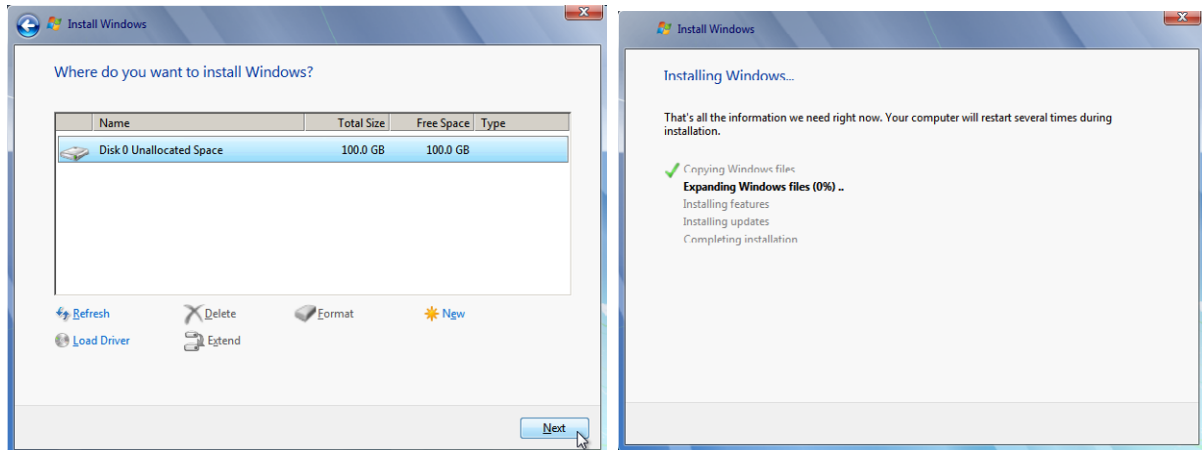 Install Windows
Where do you want to install Windows?
Name Total Size Free Space Type
Disk 0 Unallocated Space 100.0 GB 100.0 GB
Refresh Delete Format New
Load Driver Extend
Next
Install Windows
Installing Windows...
That's all the information we need right now. Your computer will restart several times during
installation.
Copying Windows files
Expanding Windows files (0%) ..
Installing features
Installing updates
Completing installation